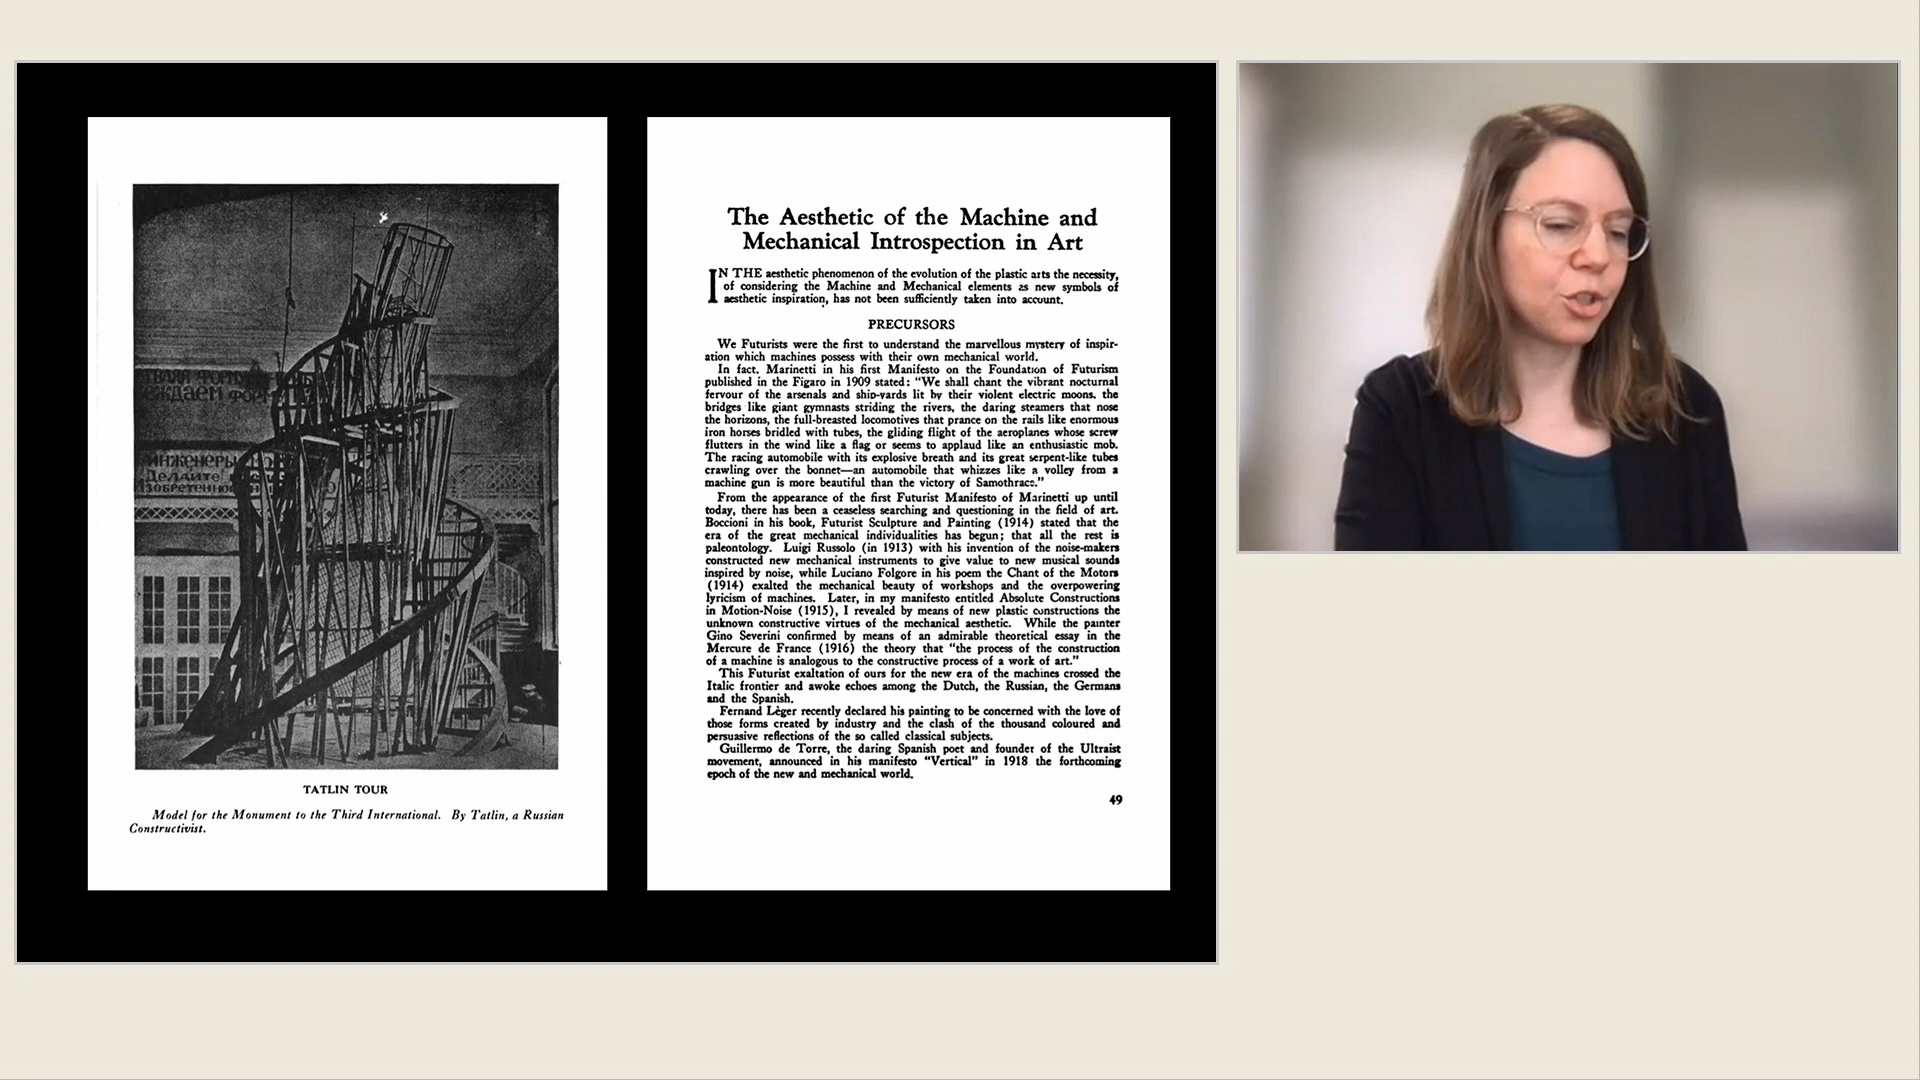 ждаем форм
инженеры
Делайте
Изобретенно
TATLIN TOUR
Model for the Monument to the Third International. By Tatlin, a Russian
Constructivist.
The Aesthetic of the Machine and
Mechanical Introspection in Art
IN THE aesthetic phenomenon of the evolution of the plastic arts the necessity,
of considering the Machine and Mechanical elements as new symbols of
aesthetic inspiration, has not been sufficiently taken into account.
PRECURSORS
We Futurists were the first to understand the marvellous mystery of inspir-
ation which machines possess with their own mechanical world.
In fact, Marinetti in his first Manifesto on the Foundation of Futurism
published in the Figaro in 1909 stated: “We shall chant the vibrant nocturnal
fervour of the arsenals and ship-yards lit by their violent electric moons, the
bridges like giant gymnasts striding the rivers, the daring steamers that nose
the horizons, the full-breasted locomotives that prance on the rails like enormous
iron horses bridled with tubes, the gliding flight of the aeroplanes whose screw
flutters in the wind like a flag or seems to applaud like an enthusiastic mob.
The racing automobile with its explosive breath and its great serpent-like tubes
crawling over the bonnet—an automobile that whizzes like a volley from a
machine gun is more beautiful than the victory of Samothrace.”
From the appearance of the first Futurist Manifesto of Marinetti up until
today, there has been a ceaseless searching and questioning in the field of art.
Boccioni in his book, Futurist Sculpture and Painting (1914) stated that the
era of the great mechanical individualities has begun; that all the rest is
paleontology. Luigi Russolo (in 1913) with his invention of the noise-makers
constructed new mechanical instruments to give value to new musical sounds
inspired by noise, while Luciano Folgore in his poem the Chant of the Motors
(1914) exalted the mechanical beauty of workshops and the overpowering
lyricism of machines. Later, in my manifesto entitled Absolute Constructions
in Motion-Noise (1915), I revealed by means of new plastic constructions the
unknown constructive virtues of the mechanical aesthetic. While the painter
Gino Severini confirmed by means of an admirable theoretical essay in the
Mercure de France (1916) the theory that “the process of the construction
of a machine is analogous to the constructive process of a work of art.”
This Futurist exaltation of ours for the new era of the machines crossed the
Italic frontier and awoke echoes among the Dutch, the Russian, the Germans
and the Spanish.
Fernand Lèger recently declared his painting to be concerned with the love of
those forms created by industry and the clash of the thousand coloured and
persuasive reflections of the so called classical subjects.
Guillermo de Torre, the daring Spanish poet and founder of the Ultraist
movement, announced in his manifesto “Vertical” in 1918 the forthcoming
epoch of the new and mechanical world.
49